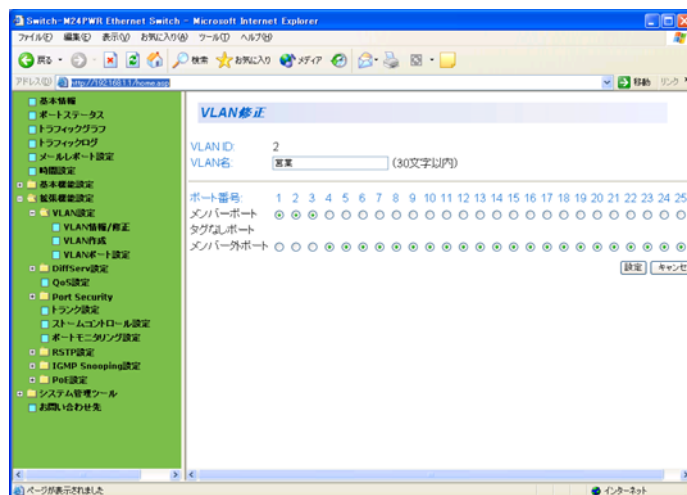 Switch-M24PWR Ethernet Switch - Microsoft Internet Explorer
ファイル(F) 編集(E) 表示(V) お気に入り(A) ツール(T) ヘルプ(H)
戻る 検索 お気に入り メディア
アドレス(D) http://192.168.1.1/home.asp 移動 リンク
基本情報
ポートステータス
トラフィックグラフ
トラフィックログ
メールレポート設定
時間設定
基本機能設定
拡張機能設定
VLAN設定
VLAN情報/修正
VLAN作成
VLANポート設定
DiffServ設定
QoS設定
Port Security
トランク設定
ストームコントロール設定
ポートモニタリング設定
RSTP設定
IGMP Snooping設定
PoE設定
システム管理ツール
お問い合わせ先
VLAN修正
VLAN ID: 2
VLAN名: 営業 (30文字以内)
ポート番号: 1 2 3 4 5 6 7 8 9 10 11 12 13 14 15 16 17 18 19 20 21 22 23 24 25
メンバーポート
タグなしポート
メンバー外ポート
設定 キャンセ
ページが表示されました インターネット